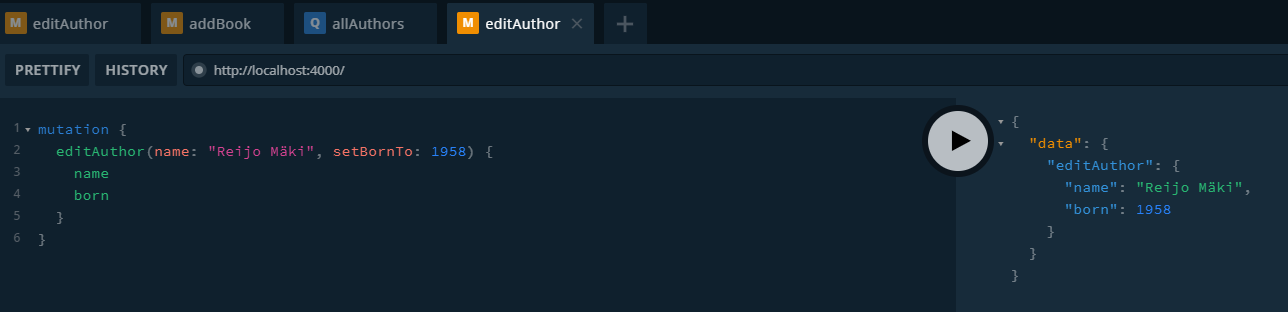 M editAuthor M addBook Q allAuthors M editAuthor × +
PRETTIFY HISTORY http://localhost:4000/
1 mutation {
2 editAuthor(name: "Reijo Mäki", setBornTo: 1958) {
3 name
4 born
5 }
6 }
{
"data": {
"editAuthor": {
"name": "Reijo Mäki",
"born": 1958
}
}
}